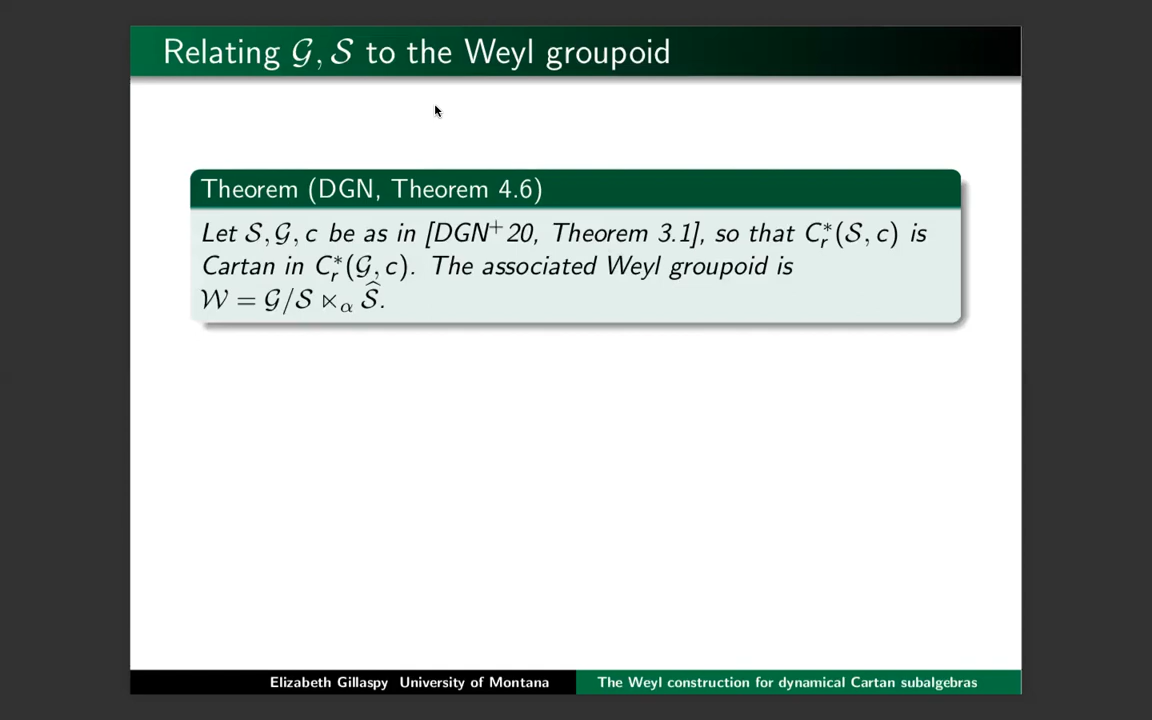 Relating 𝒢, 𝒮 to the Weyl groupoid
Theorem (DGN, Theorem 4.6)
Let 𝒮, 𝒢, c be as in [DGN⁺20, Theorem 3.1], so that C*ᵣ(𝒮, c) is
Cartan in C*ᵣ(𝒢, c). The associated Weyl groupoid is
𝒲 = 𝒢/𝒮 ⋉_α 𝒮̂.
Elizabeth Gillaspy University of Montana
The Weyl construction for dynamical Cartan subalgebras